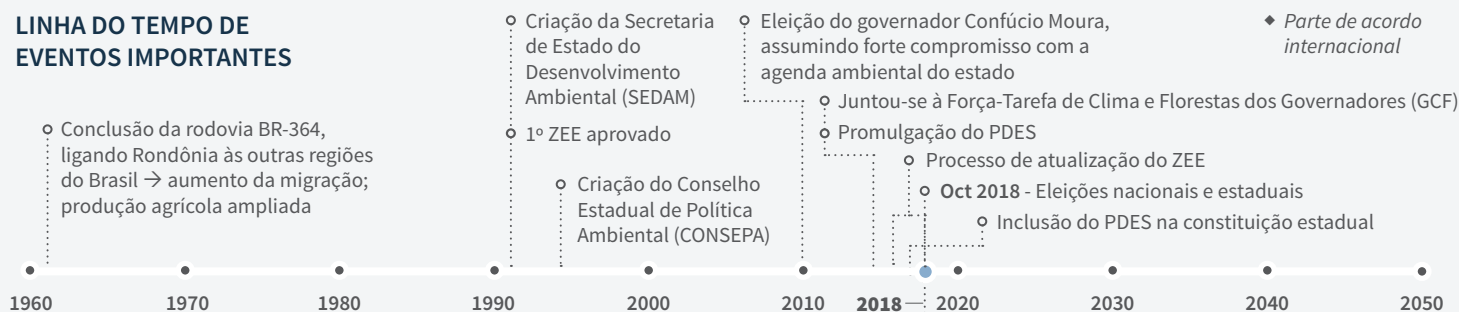 LINHA DO TEMPO DE
EVENTOS IMPORTANTES
Conclusão da rodovia BR-364,
ligando Rondônia às outras regiões
do Brasil → aumento da migração;
produção agrícola ampliada
Criação da Secretaria
de Estado do
Desenvolvimento
Ambiental (SEDAM)
1º ZEE aprovado
Criação do Conselho
Estadual de Política
Ambiental (CONSEPA)
Eleição do governador Confúcio Moura,
assumindo forte compromisso com a
agenda ambiental do estado
Juntou-se à Força-Tarefa de Clima e Florestas dos Governadores (GCF)
Promulgação do PDES
Processo de atualização do ZEE
Oct 2018 - Eleições nacionais e estaduais
Inclusão do PDES na constituição estadual
Parte de acordo
internacional
1960 1970 1980 1990 2000 2010 2018 2020 2030 2040 2050